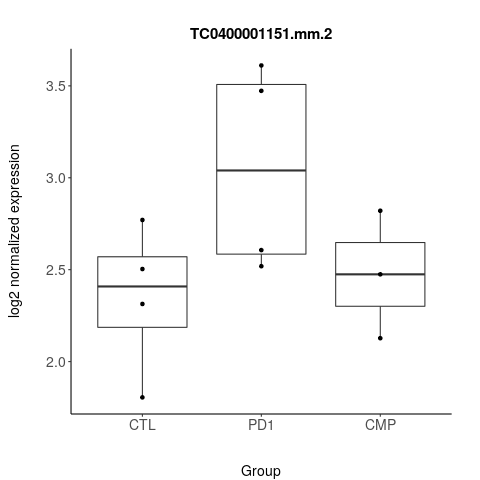 TC0400001151.mm.2
log2 normalized expression
3.5
3.0
2.5
2.0
CTL PD1 CMP
Group